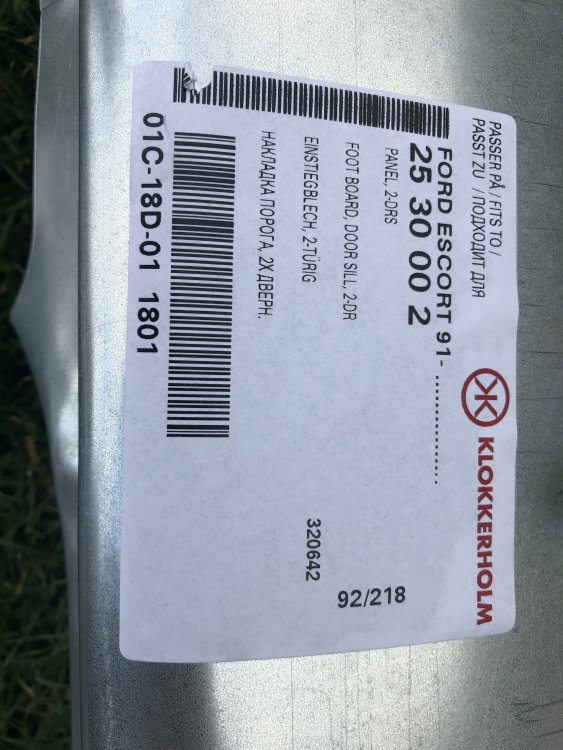 PASSER PÅ / FITS TO /
PASST ZU / ПОДХОДИТ ДЛЯ
KLOKKERHOLM
FORD ESCORT 91- ................
25 30 00 2
PANEL, 2-DRS
FOOT BOARD, DOOR SILL, 2-DR
EINSTIEGBLECH, 2-TÜRIG
НАКЛАДКА ПОРОГА, 2Х ДВЕРН.
92/218
320642
01C-18D-01 1801